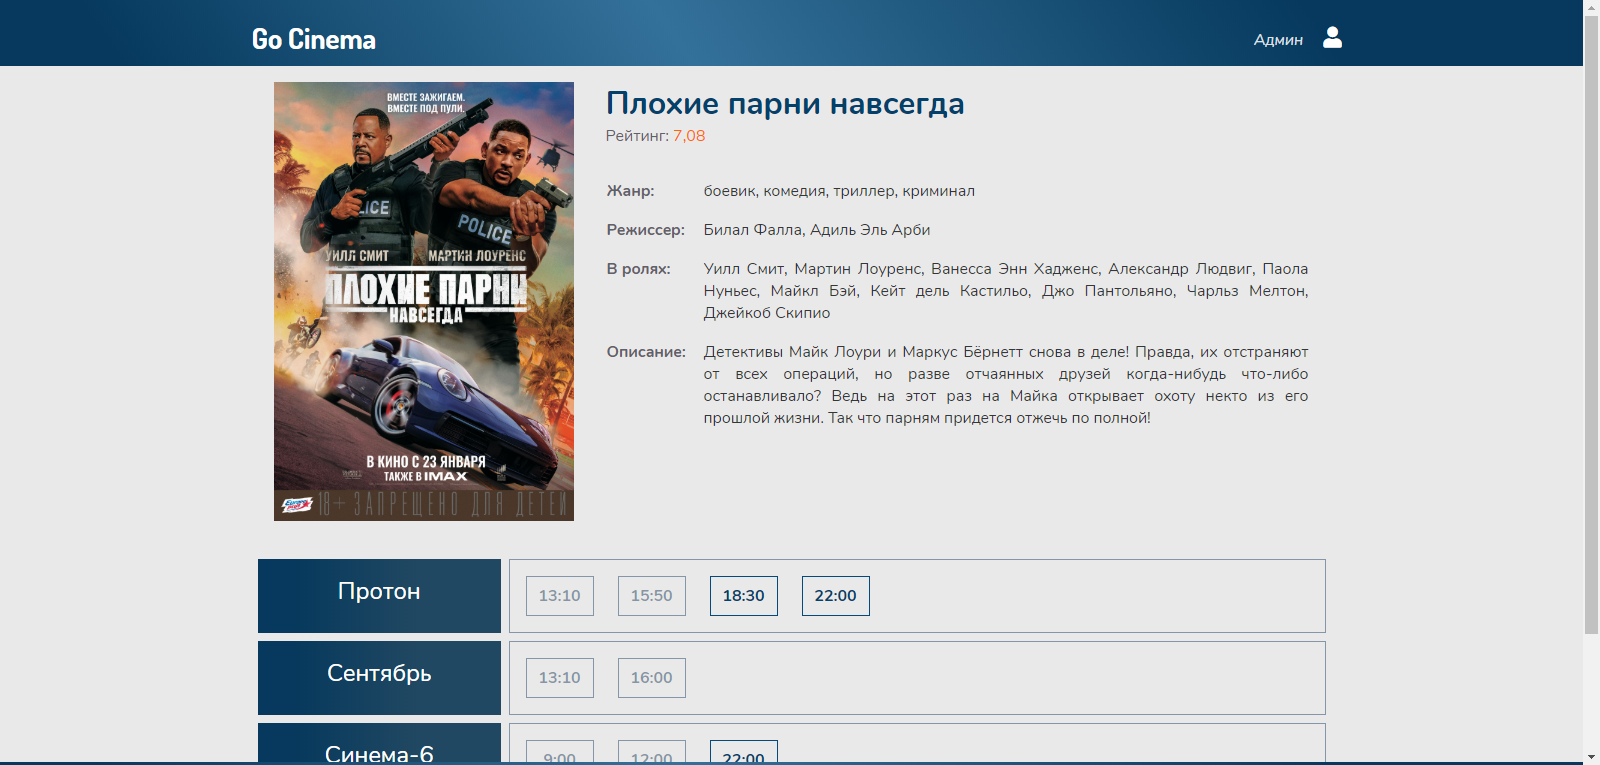 Go Cinema
Админ
ВМЕСТЕ ЗАЖИГАЕМ.
ВМЕСТЕ ПОД ПУЛИ.
POLICE
УИЛЛ СМИТ МАРТИН ЛОУРЕНС
ПЛОХИЕ ПАРНИ
НАВСЕГДА
В КИНО С 23 ЯНВАРЯ
ТАКЖЕ В IMAX
18+ ЗАПРЕЩЕНО ДЛЯ ДЕТЕЙ
Плохие парни навсегда
Рейтинг: 7,08
Жанр: боевик, комедия, триллер, криминал
Режиссер: Билал Фалла, Адиль Эль Арби
В ролях: Уилл Смит, Мартин Лоуренс, Ванесса Энн Хадженс, Александр Людвиг, Паола
Нуньес, Майкл Бэй, Кейт дель Кастильо, Джо Пантольяно, Чарльз Мелтон,
Джейкоб Скипио
Описание: Детективы Майк Лоури и Маркус Бёрнетт снова в деле! Правда, их отстраняют
от всех операций, но разве отчаянных друзей когда-нибудь что-либо
останавливало? Ведь на этот раз на Майка открывает охоту некто из его
прошлой жизни. Так что парням придется отжечь по полной!
Протон 13:10 15:50 18:30 22:00
Сентябрь 13:10 16:00
Синема-6 9:00 12:00 22:00